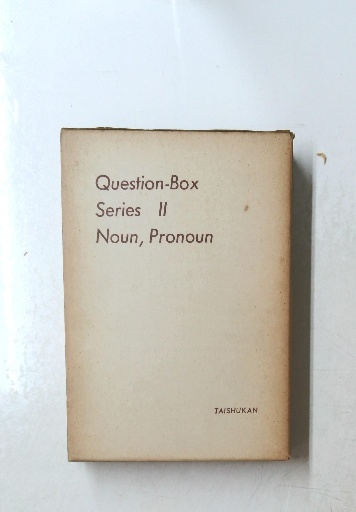 Question-Box
Series II
Noun, Pronoun
TAISHUKAN